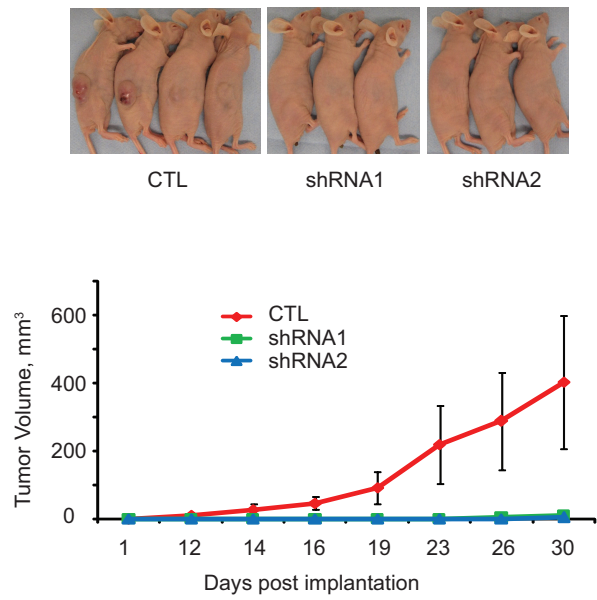 CTL shRNA1 shRNA2
Tumor Volume, mm³
600
400
200
0
CTL
shRNA1
shRNA2
1 12 14 16 19 23 26 30
Days post implantation